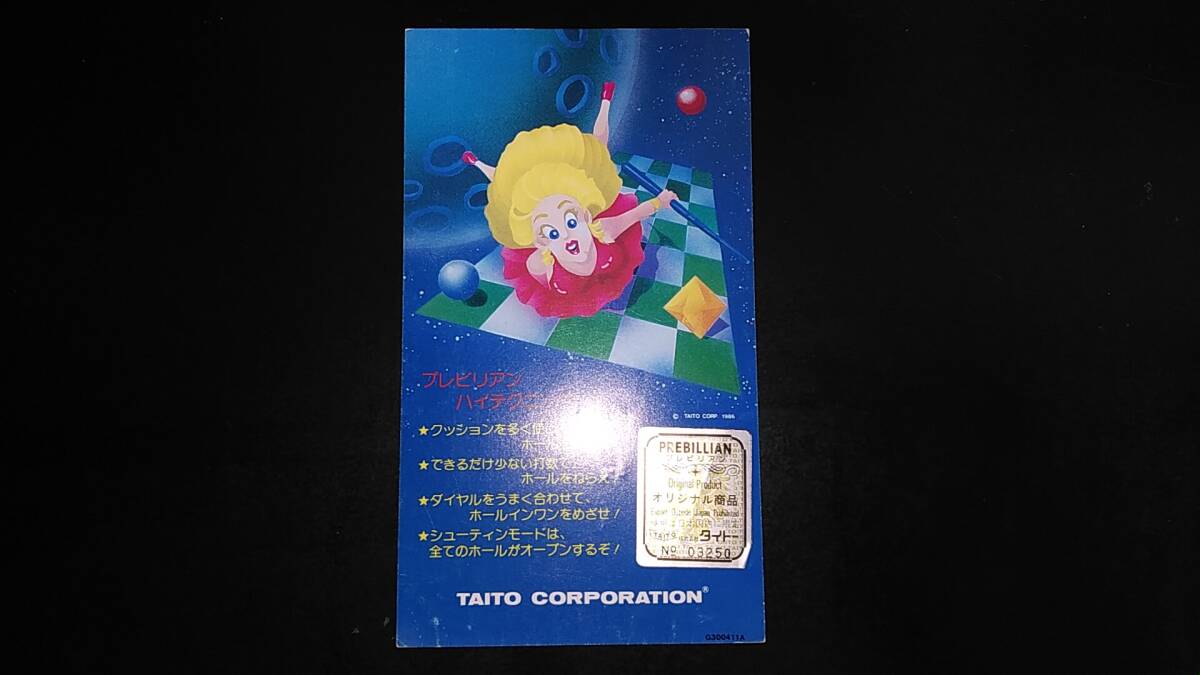 プレビリアン
ハイテク
© TAITO CORP. 1986
★クッションを多く使
ホール
★できるだけ少ない打数で、
ホールをねらえ!
★ダイヤルをうまく合わせて、
ホールインワンをめざせ!
★シューティンモードは、
全てのホールがオープンするぞ!
PREBILLIAN
プレビリアン
Original Product
オリジナル商品
Japan Prohibited
タイトー
No 03250
TAITO CORPORATION®
G300411A